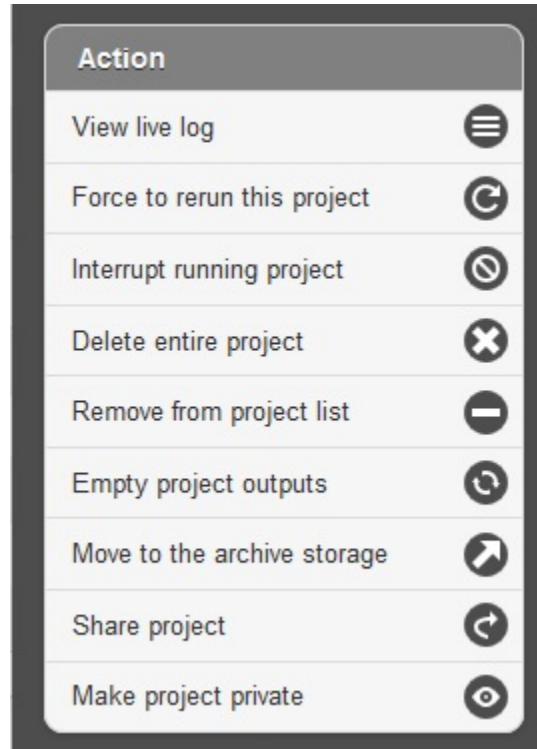 Action
View live log
Force to rerun this project
Interrupt running project
Delete entire project
Remove from project list
Empty project outputs
Move to the archive storage
Share project
Make project private